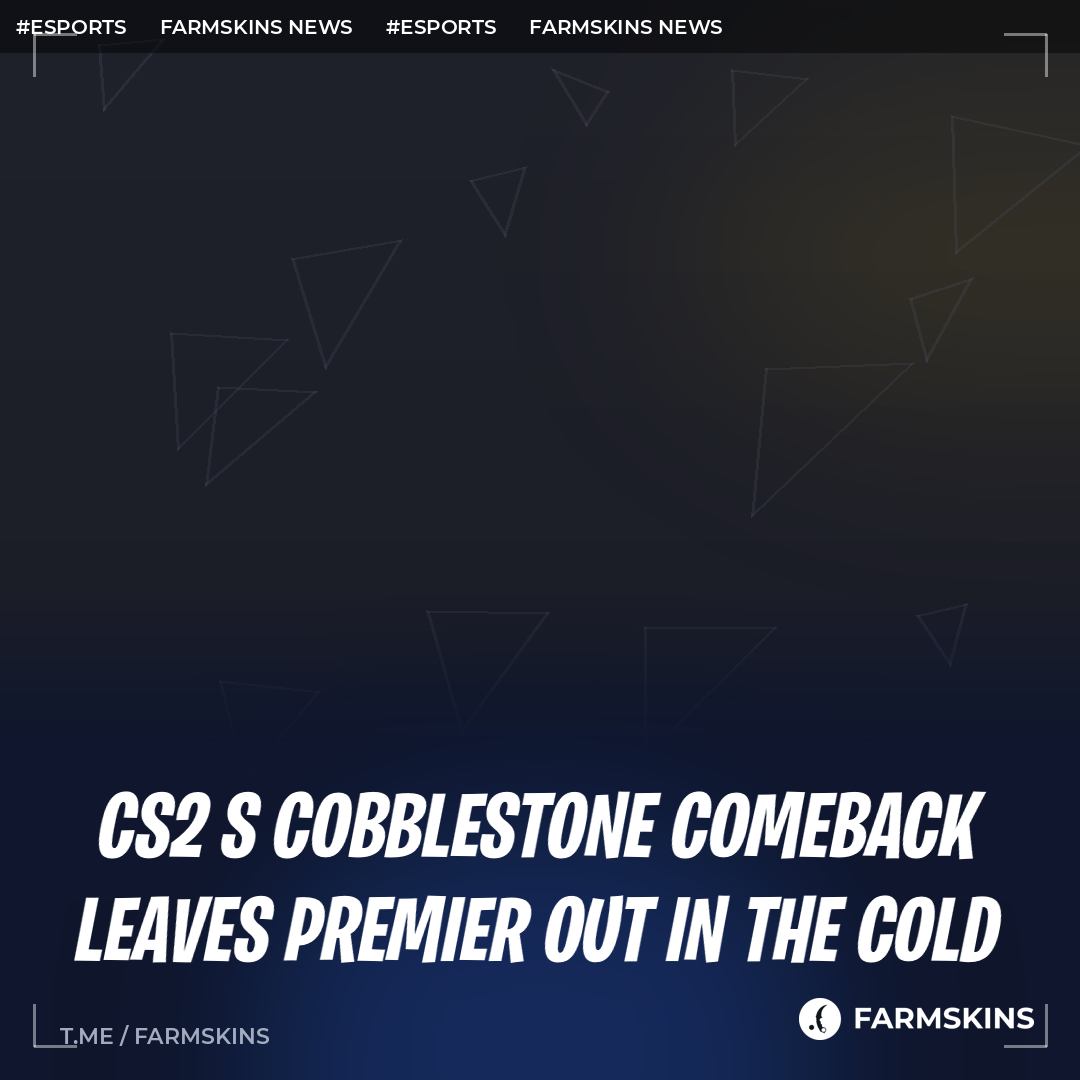 #ESPORTS FARMSKINS NEWS #ESPORTS FARMSKINS NEWS
CS2 S COBBLESTONE COMEBACK
LEAVES PREMIER OUT IN THE COLD
T.ME / FARMSKINS
FARMSKINS